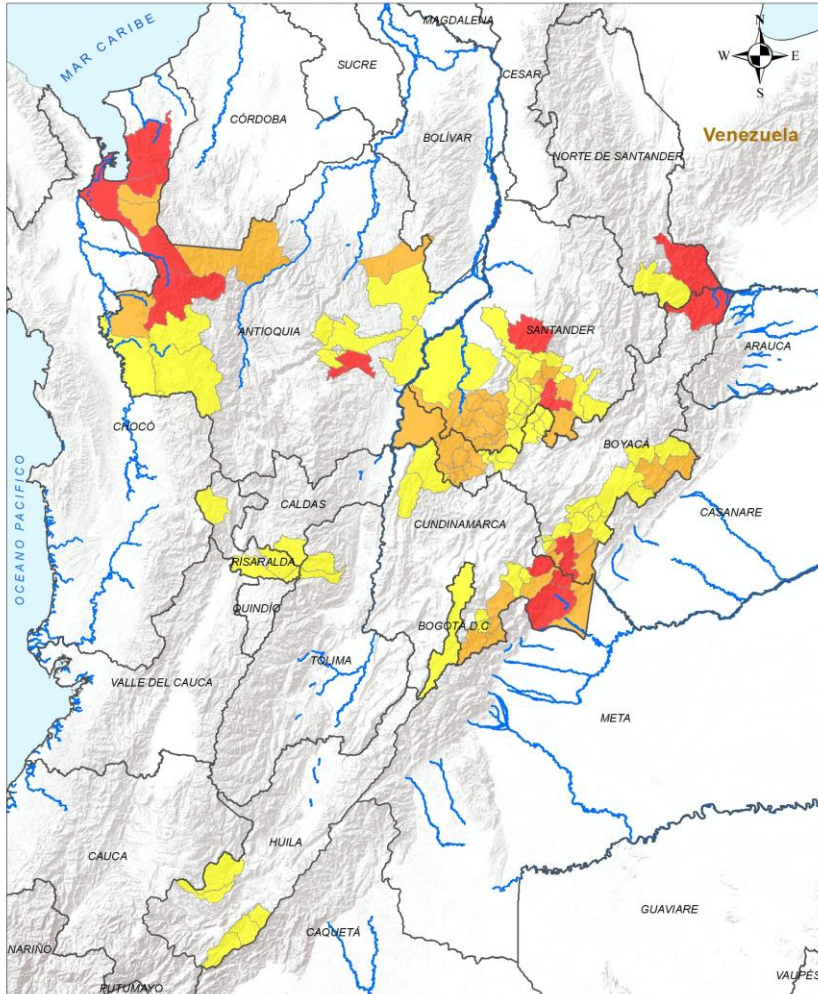 MAGDALENA
N
MAR CARIBE
SUCRE
CESAR
W
E
S
CÓRDOBA
BOLÍVAR
Venezuela
NORTE DE SANTANDER
ANTIOQUIA
SANTANDER
ARAUCA
CHOCÓ
BOYACÁ
CALDAS
CUNDINAMARCA
CASANARE
OCEANO PACIFICO
RISARALDA
QUINDÍO
BOGOTÁ D.C
TOLIMA
VALLE DEL CAUCA
META
HUILA
CAUCA
GUAVIARE
CAQUETÁ
NARIÑO
VAUPÉS
PUTUMAYO